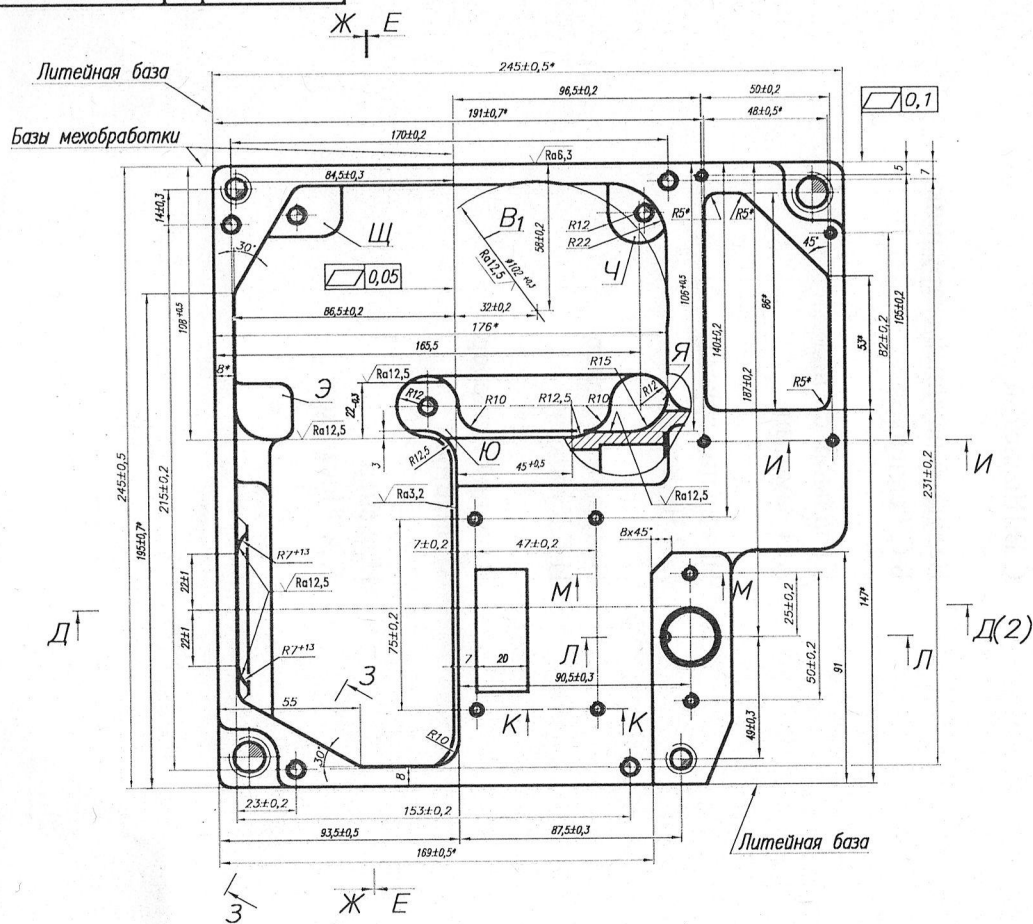 Ж Е
Литейная база
245±0,5*
96,5±0,2
50±0,2
191±0,7*
48±0,5*
0,1
Базы мехобработки
170±0,2
Ra6,3
5
7
84,5±0,3
14±0,3
Щ
В1
R12
R22
R5*
R5*
58±0,2
Ч
45°
30°
0,05
Ra12,5
ø102 +0,3
108+0,5
106+0,5
86*
86,5±0,2
32±0,2
176*
165,5
140±0,2
187±0,2
53*
82±0,2
105±0,2
8*
Э
Ra12,5
R15
Я
R12
22-0,3
R10
R12,5
R10
R12
R5*
Ra12,5
Ю
3
R12,5
45+0,5
И
И
245±0,5
215±0,2
195±0,7*
231±0,2
Ra3,2
Ra12,5
7±0,2
47±0,2
8х45°
R7+13
22±1
Ra12,5
М
М
25±0,2
147*
Д
Д(2)
22±1
75±0,2
Л
Л
R7+13
З
7
20
90,5±0,3
50±0,2
91
55
К
К
49±0,3
R10
30°
8
23±0,2
153±0,2
93,5±0,5
87,5±0,3
Литейная база
169±0,5*
З
Ж Е